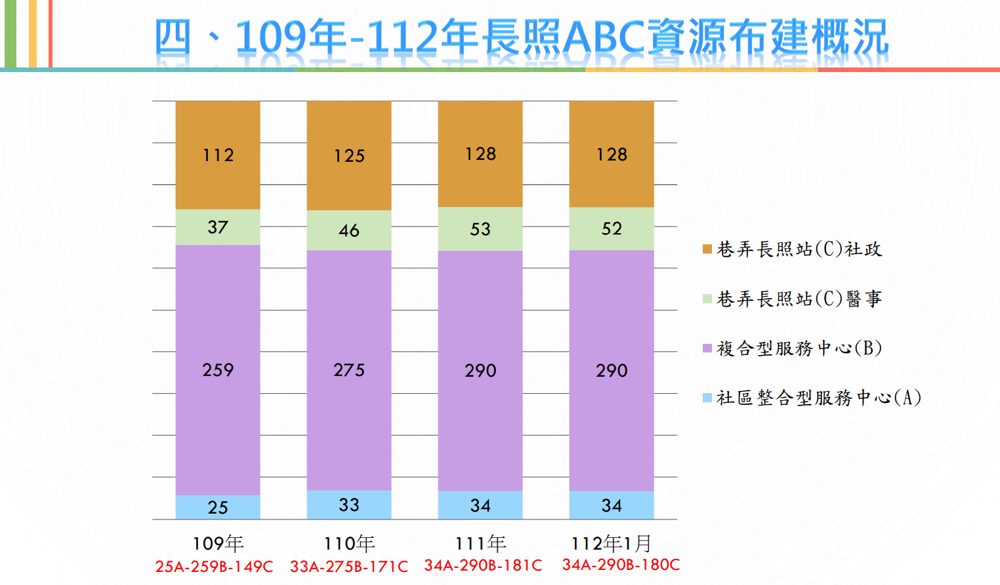 四、109年-112年長照ABC資源布建概況
112
125
128
128
37
46
53
52
259
275
290
290
25
33
34
34
109年
110年
111年
112年1月
25A-259B-149C
33A-275B-171C
34A-290B-181C
34A-290B-180C
巷弄長照站(C)社政
巷弄長照站(C)醫事
複合型服務中心(B)
社區整合型服務中心(A)